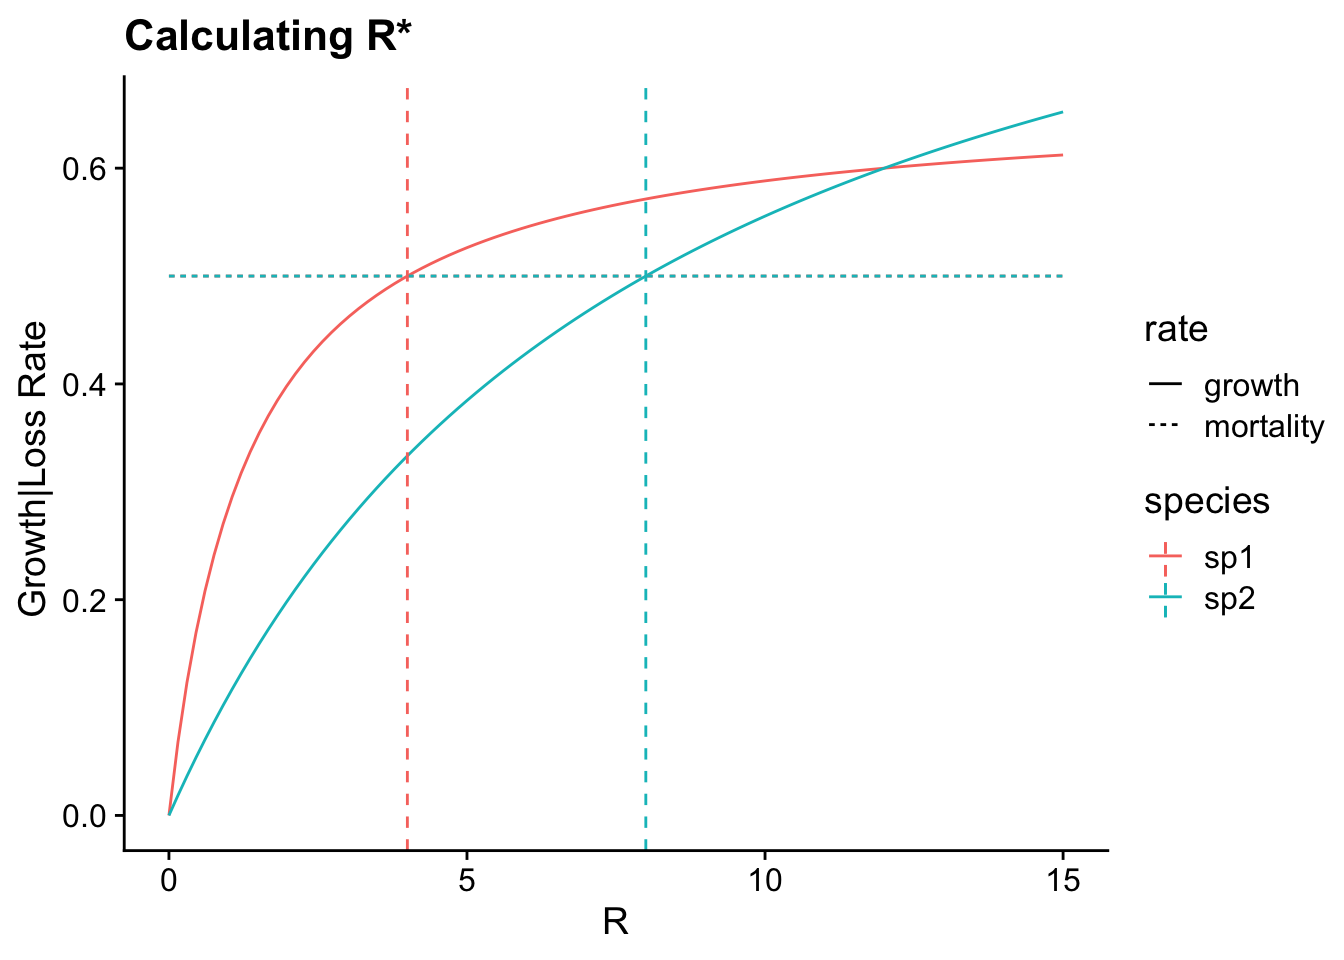 Calculating R*
Growth|Loss Rate
0.6
0.4
0.2
0.0
0
5
10
15
R
rate
growth
mortality
species
sp1
sp2